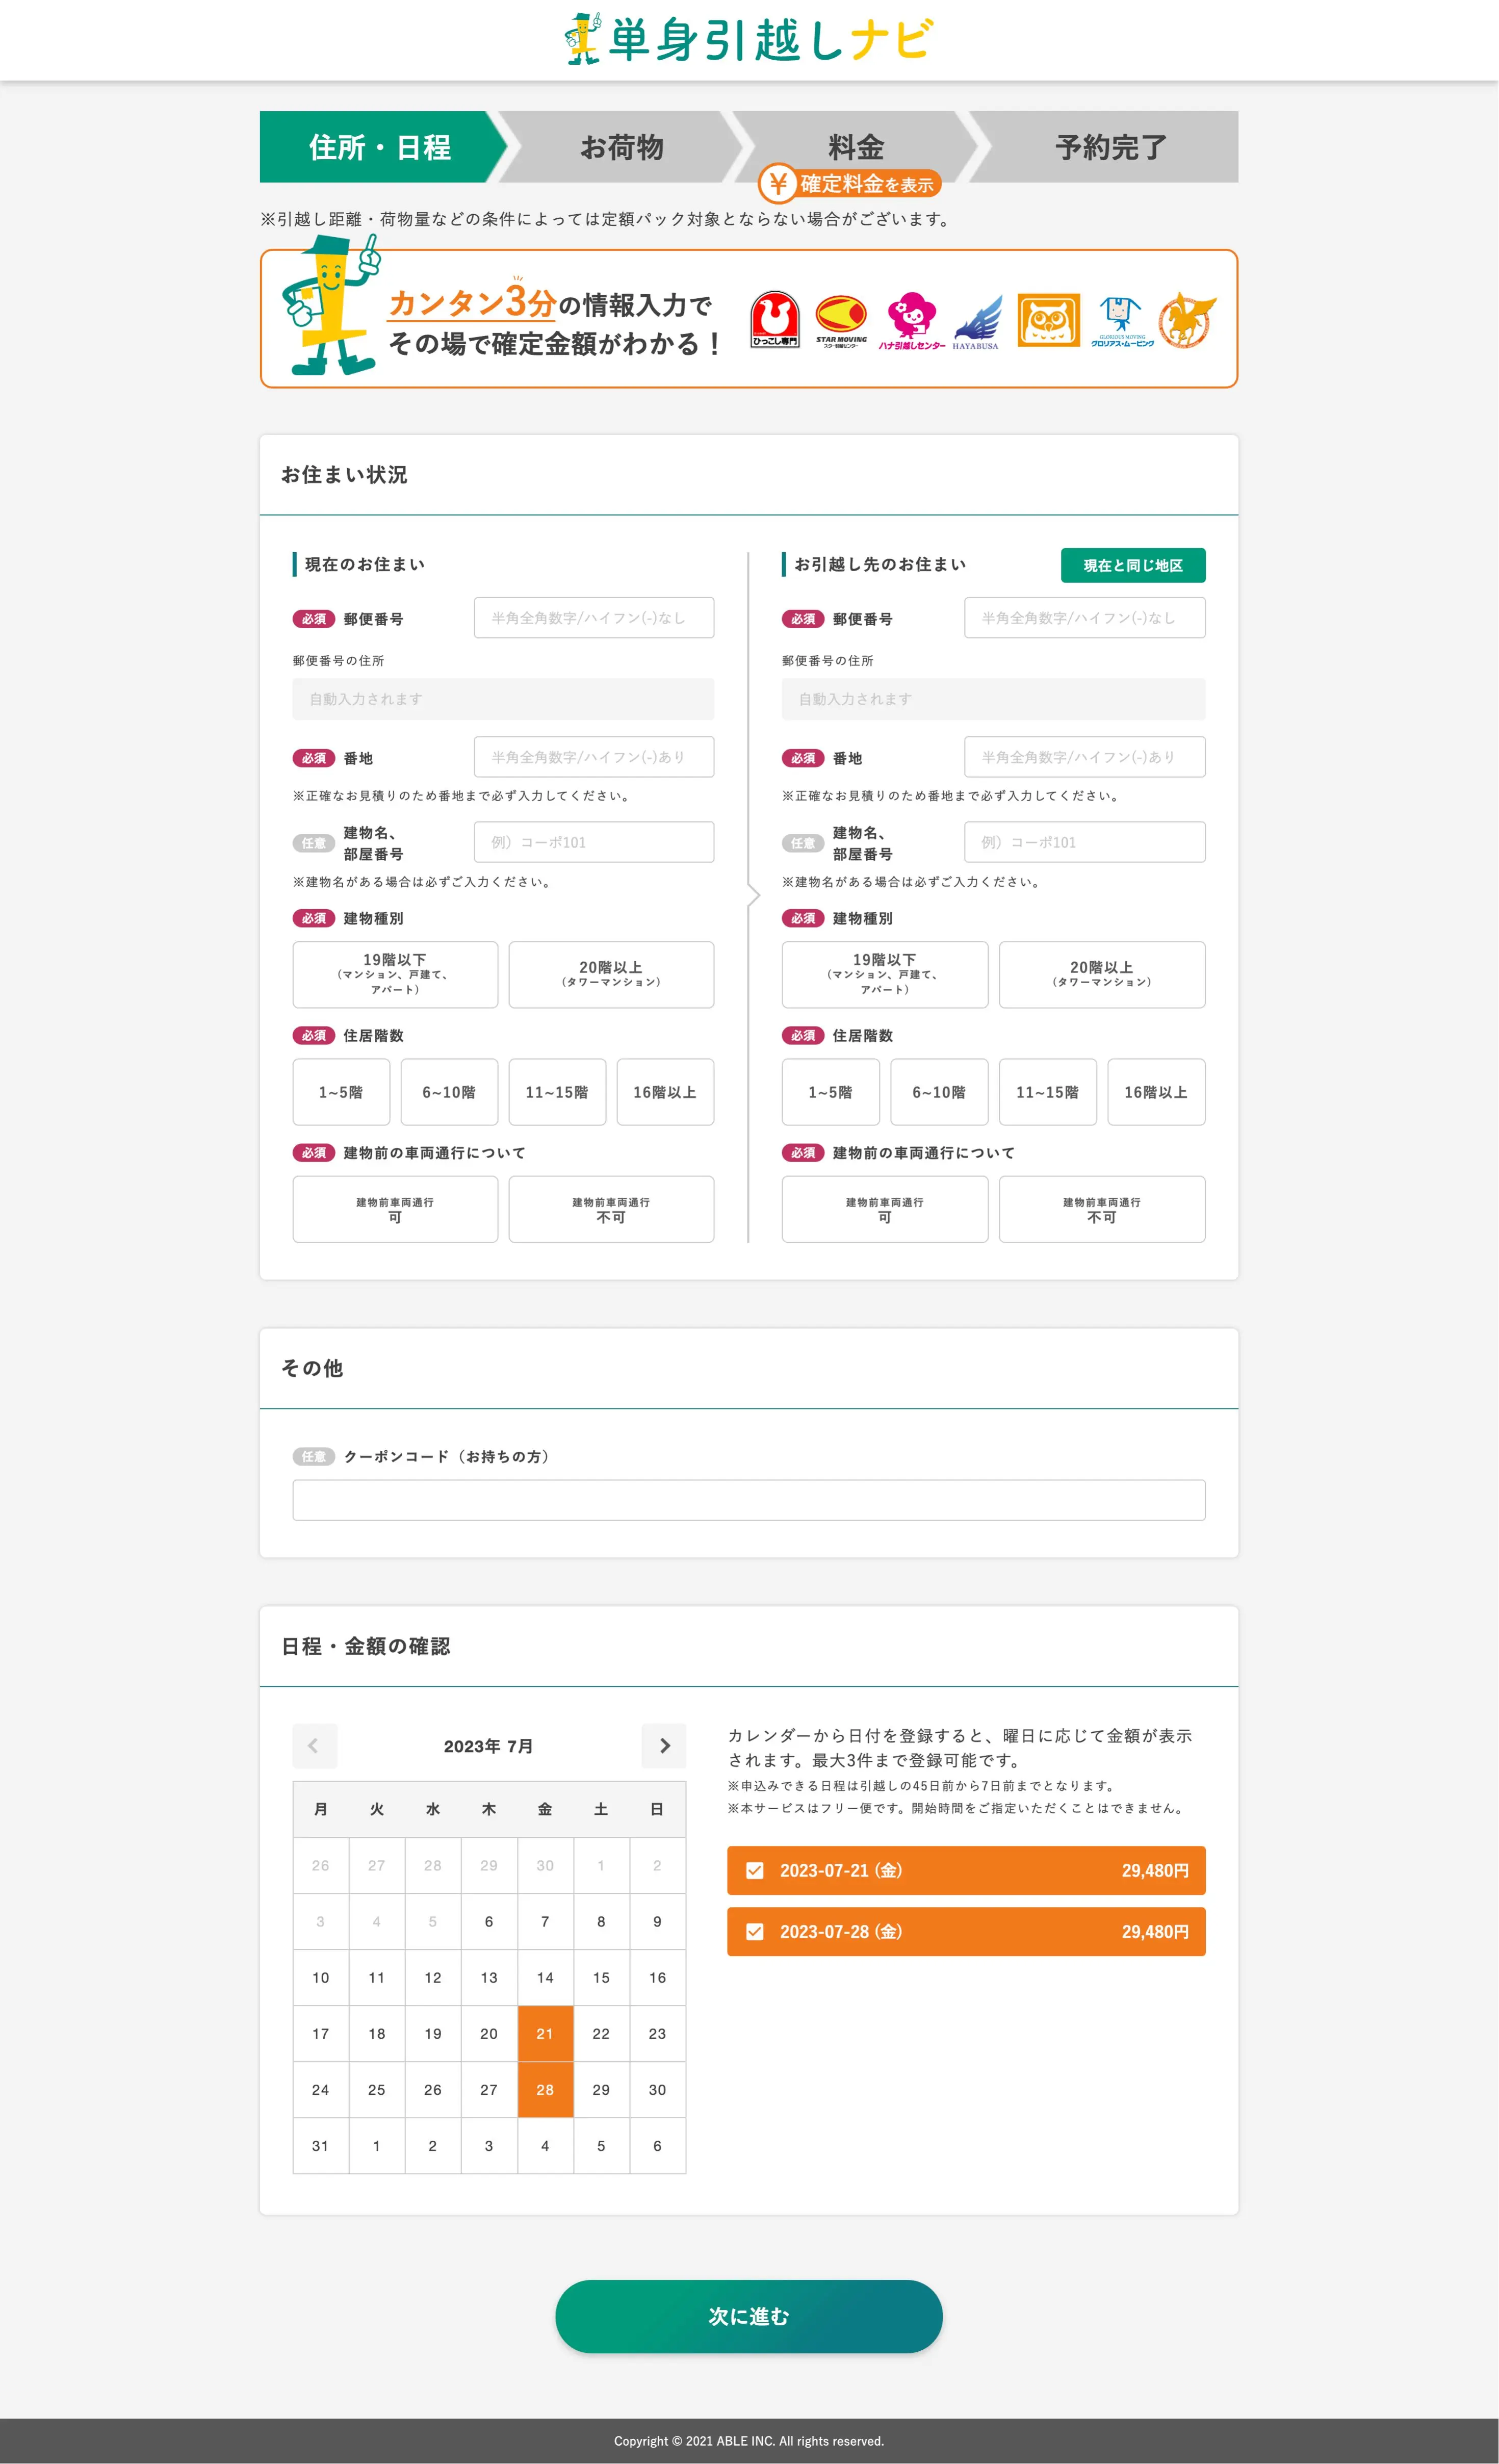 単身引越しナビ
住所・日程
お荷物
料金
予約完了
¥ 確定料金を表示
※引越し距離・荷物量などの条件によっては定額パック対象とならない場合がございます。
カンタン3分の情報入力で
その場で確定金額がわかる！
ひっこし専門
STAR MOVING
スター引越センター
ハナ引越しセンター
HAYABUSA
GLORIOUS MOVING
グロリアス・ムービング
お住まい状況
現在のお住まい
必須 郵便番号 半角全角数字/ハイフン(-)なし
郵便番号の住所
自動入力されます
必須 番地 半角全角数字/ハイフン(-)あり
※正確なお見積りのため番地まで必ず入力してください。
任意 建物名、
部屋番号
例）コーポ101
※建物名がある場合は必ずご入力ください。
必須 建物種別
19階以下
（マンション、戸建て、
アパート）
20階以上
（タワーマンション）
必須 住居階数
1~5階 6~10階 11~15階 16階以上
必須 建物前の車両通行について
建物前車両通行
可
建物前車両通行
不可
お引越し先のお住まい
現在と同じ地区
必須 郵便番号 半角全角数字/ハイフン(-)なし
郵便番号の住所
自動入力されます
必須 番地 半角全角数字/ハイフン(-)あり
※正確なお見積りのため番地まで必ず入力してください。
任意 建物名、
部屋番号
例）コーポ101
※建物名がある場合は必ずご入力ください。
必須 建物種別
19階以下
（マンション、戸建て、
アパート）
20階以上
（タワーマンション）
必須 住居階数
1~5階 6~10階 11~15階 16階以上
必須 建物前の車両通行について
建物前車両通行
可
建物前車両通行
不可
その他
任意 クーポンコード（お持ちの方）
日程・金額の確認
2023年 7月
月 火 水 木 金 土 日
26 27 28 29 30 1 2
3 4 5 6 7 8 9
10 11 12 13 14 15 16
17 18 19 20 21 22 23
24 25 26 27 28 29 30
31 1 2 3 4 5 6
カレンダーから日付を登録すると、曜日に応じて金額が表示
されます。最大3件まで登録可能です。
※申込みできる日程は引越しの45日前から7日前までとなります。
※本サービスはフリー便です。開始時間をご指定いただくことはできません。
2023-07-21 (金) 29,480円
2023-07-28 (金) 29,480円
次に進む
Copyright © 2021 ABLE INC. All rights reserved.